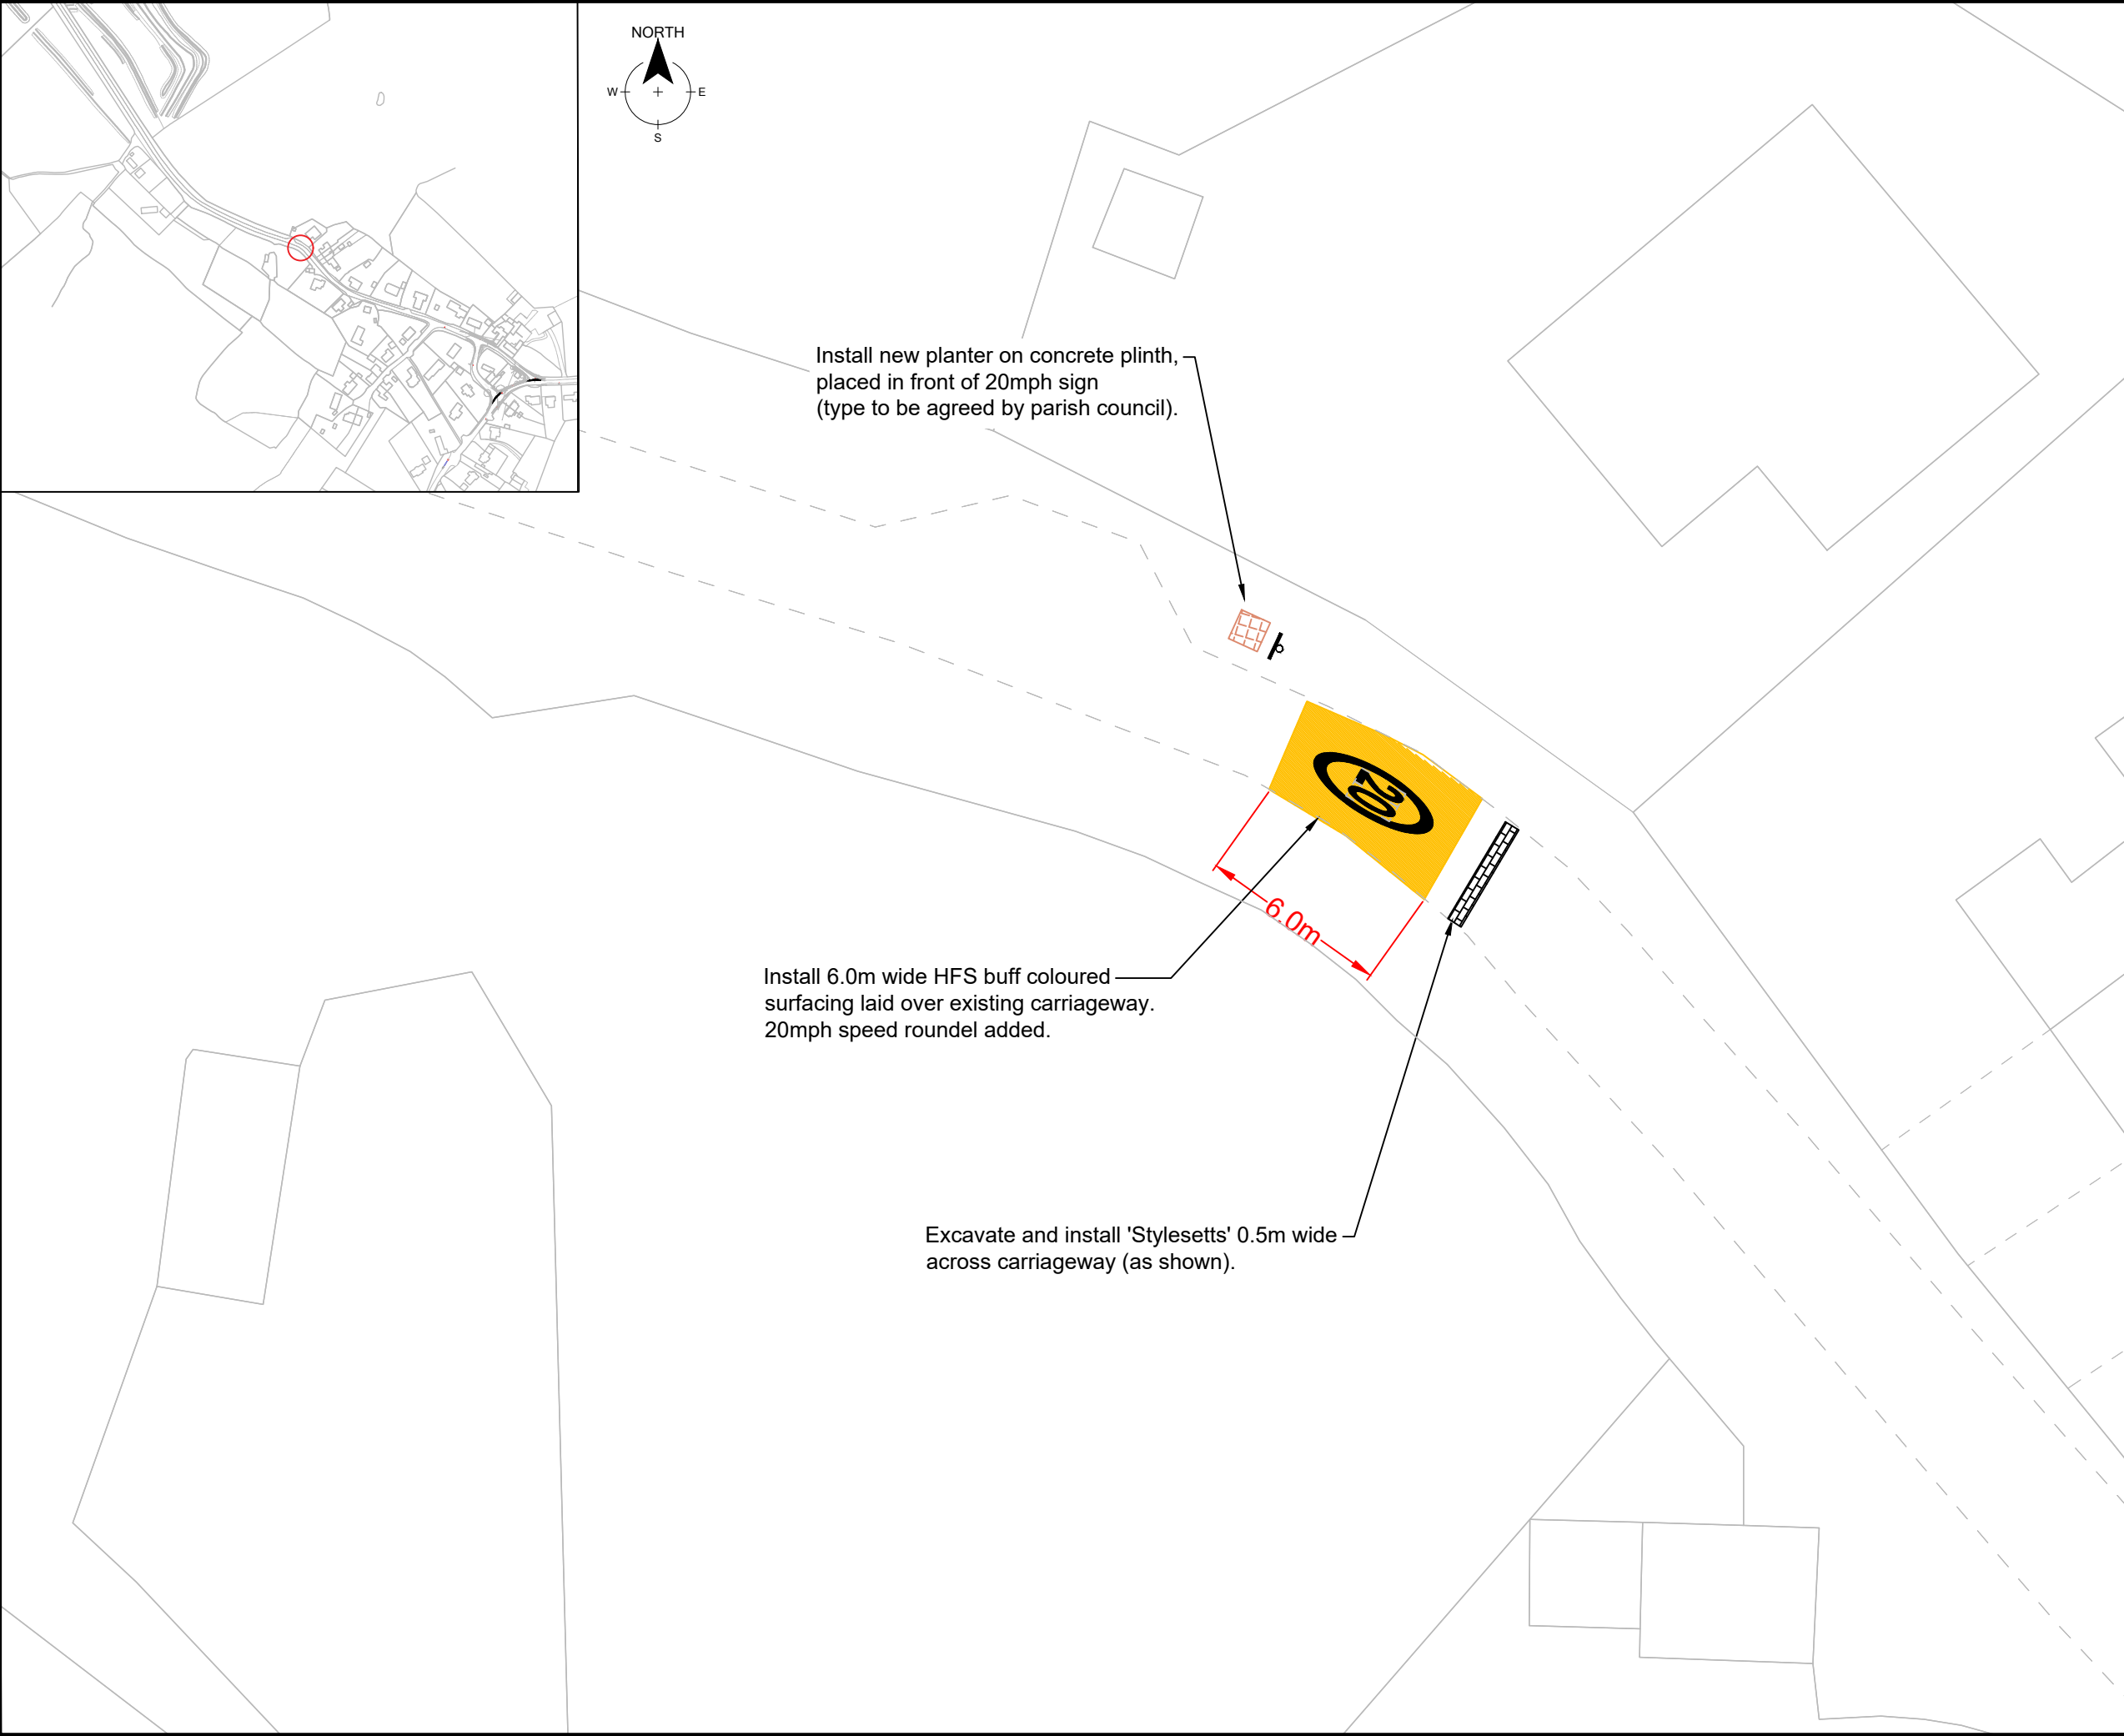 NORTH
W
E
S
Install new planter on concrete plinth,
placed in front of 20mph sign
(type to be agreed by parish council).
20
6.0m
Install 6.0m wide HFS buff coloured
surfacing laid over existing carriageway.
20mph speed roundel added.
Excavate and install 'Stylesetts' 0.5m wide
across carriageway (as shown).